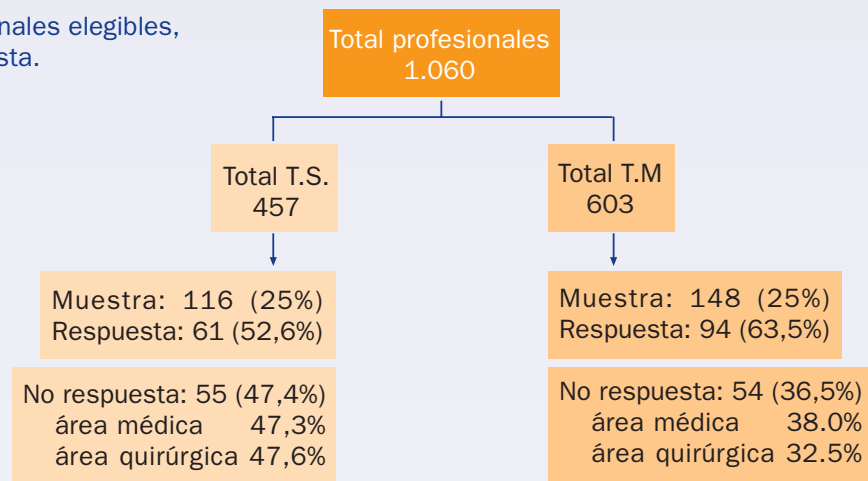 nales elegibles,
sta.
Total profesionales
1.060
Total T.S.
457
Total T.M
603
Muestra: 116 (25%)
Respuesta: 61 (52,6%)
No respuesta: 55 (47,4%)
área médica 47,3%
área quirúrgica 47,6%
Muestra: 148 (25%)
Respuesta: 94 (63,5%)
No respuesta: 54 (36,5%)
área médica 38.0%
área quirúrgica 32.5%